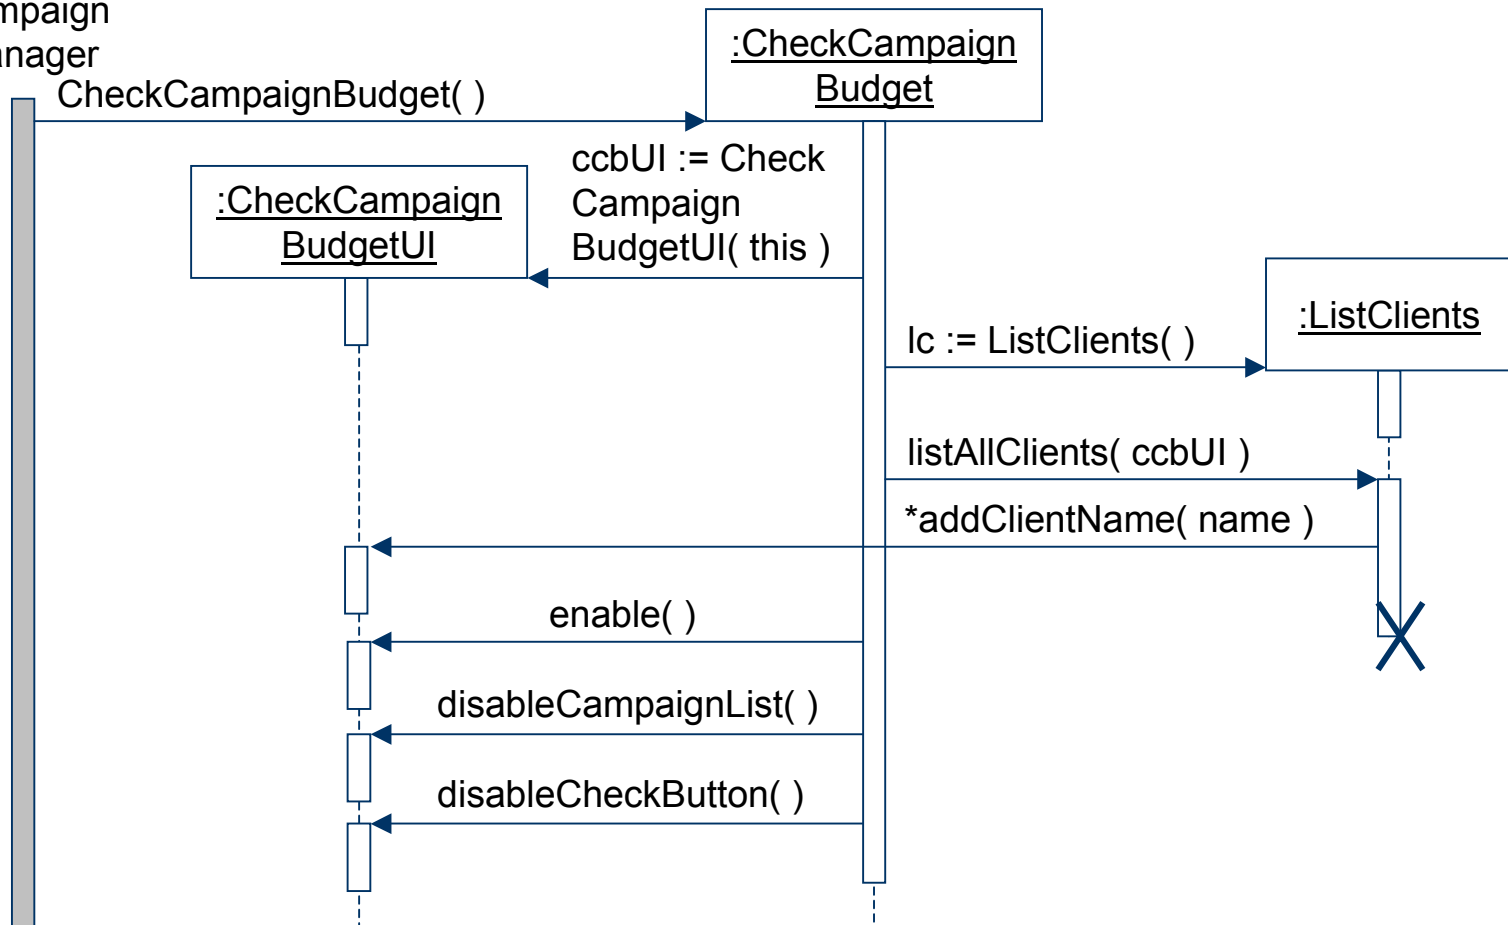 mpaign
anager
CheckCampaignBudget( )
:CheckCampaign
Budget
ccbUI := Check
Campaign
BudgetUI( this )
:CheckCampaign
BudgetUI
:ListClients
lc := ListClients( )
listAllClients( ccbUI )
*addClientName( name )
enable( )
disableCampaignList( )
disableCheckButton( )